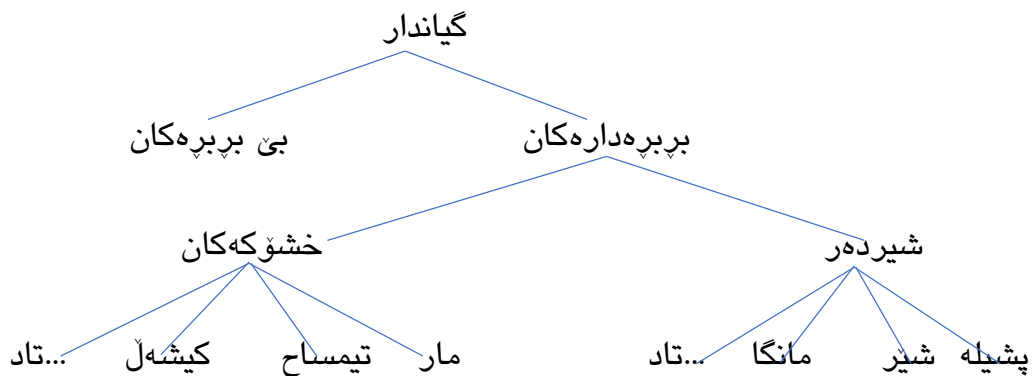 گیاندار
بڕبڕەدارەکان بێ بڕبڕەکان
شیردەر خشۆکەکان
پشیلە شێر مانگا تاد... مار تیمساح کیشەڵ تاد...